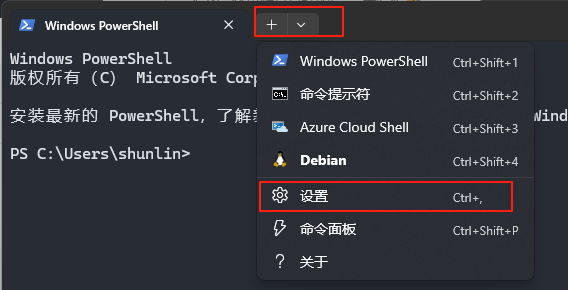 Windows PowerShell
Windows PowerShell
版权所有（C） Microsoft Corp
安装最新的 PowerShell，了解新
Wind
PS C:\Users\shunlin>
Windows PowerShell Ctrl+Shift+1
命令提示符 Ctrl+Shift+2
Azure Cloud Shell Ctrl+Shift+3
Debian Ctrl+Shift+4
设置 Ctrl+,
命令面板 Ctrl+Shift+P
关于